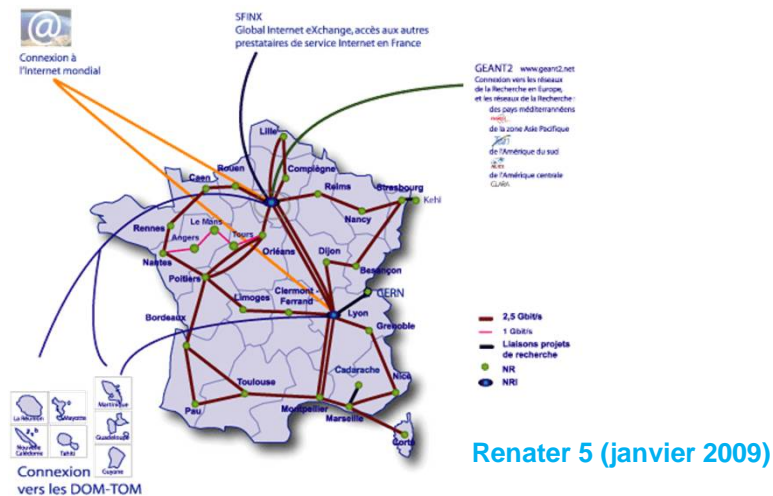 @
SFINX
Global Internet eXchange, accès aux autres
prestataires de service Internet en France
Connexion à
l'Internet mondial
GEANT2 www.geant2.net
Connexion vers les réseaux
de la Recherche en Europe,
et les réseaux de la Recherche :
des pays méditerranéens
de la zone Asie Pacifique
de l'Amérique du sud
de l'Amérique centrale
CLARA
Lille
Rouen
Compiègne
Caen
Reims
Strasbourg
Kehl
Nancy
Rennes
Le Mans
Angers
Tours
Nantes
Orléans
Dijon
Besançon
Poitiers
Limoges
Clermont -
Ferrand
CERN
Lyon
Bordeaux
Grenoble
Cadarache
Nice
Toulouse
Pau
Montpellier
Marseille
Corte
2,5 Gbit/s
1 Gbit/s
Liaisons projets
de recherche
NR
NRI
La Réunion
Mayotte
Martinique
Nouvelle
Calédonie
Tahiti
Guadeloupe
Guyane
Connexion
vers les DOM-TOM
Renater 5 (janvier 2009)